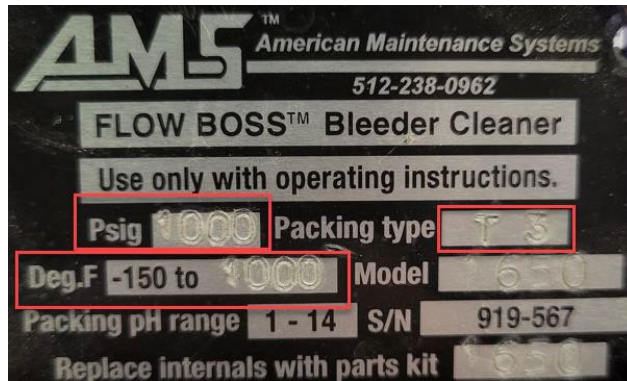 AMS™
American Maintenance Systems
512-238-0962
FLOW BOSS™ Bleeder Cleaner
Use only with operating instructions.
Psig 1000 Packing type T 3
Deg.F -150 to 1000 Model 1650
Packing pH range 1 - 14 S/N 919-567
Replace internals with parts kit 1650